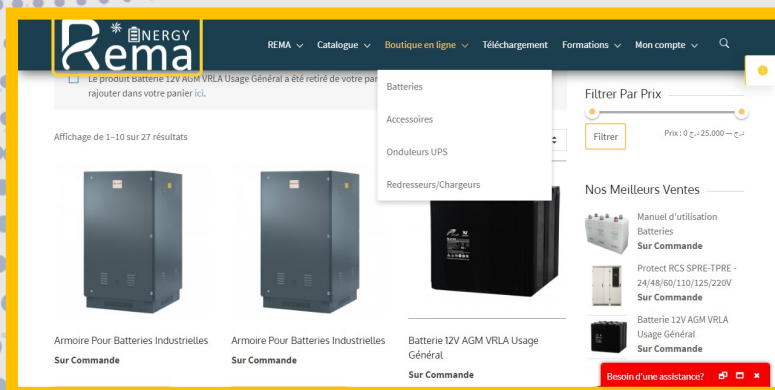 ENERGY
Rema
REMA
Catalogue
Boutique en ligne
Téléchargement
Formations
Mon compte
Le produit Batterie 12V AGM VRLA Usage Général a été retiré de votre
rajouter dans votre panier ici.
Batteries
Accessoires
Onduleurs UPS
Redresseurs/Chargeurs
Affichage de 1–10 sur 27 résultats
Armoire Pour Batteries Industrielles
Sur Commande
Armoire Pour Batteries Industrielles
Sur Commande
Batterie 12V AGM VRLA Usage
Général
Sur Commande
Filtrer Par Prix
Filtrer
Prix : 0 د.ج — 25.000 د.ج
Nos Meilleurs Ventes
Manuel d'utilisation
Batteries
Sur Commande
Protect RCS SPRE-TPRE -
24/48/60/110/125/220V
Sur Commande
Batterie 12V AGM VRLA
Usage Général
Sur Commande
Besoin d'une assistance?